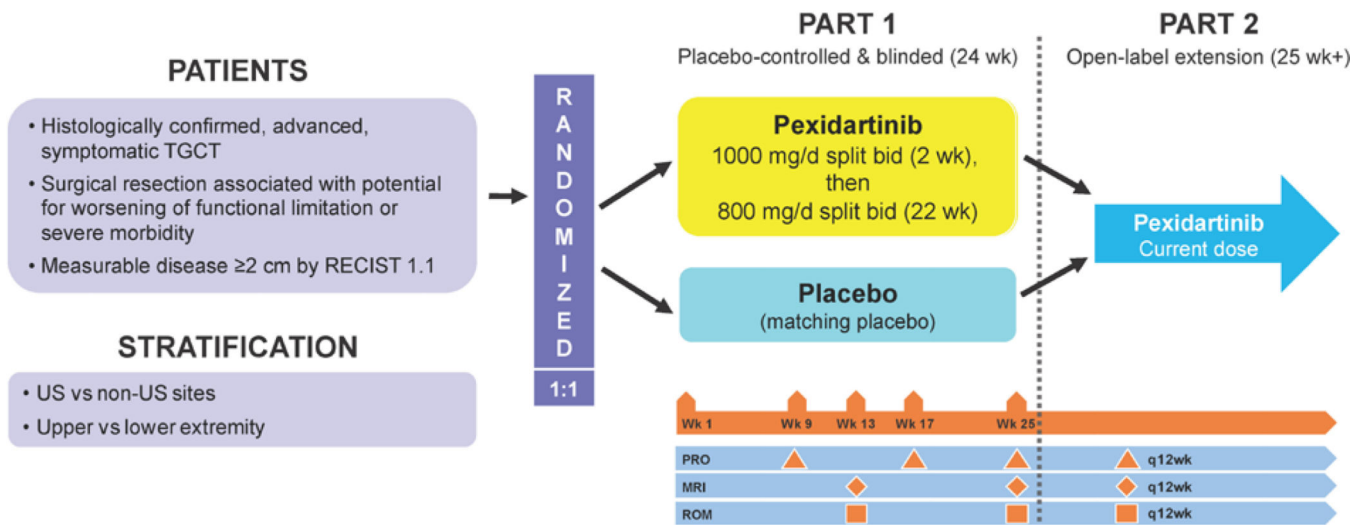 PATIENTS
• Histologically confirmed, advanced,
symptomatic TGCT
• Surgical resection associated with potential
for worsening of functional limitation or
severe morbidity
• Measurable disease ≥2 cm by RECIST 1.1
STRATIFICATION
• US vs non-US sites
• Upper vs lower extremity
RANDOMIZED
1:1
PART 1
Placebo-controlled & blinded (24 wk)
Pexidartinib
1000 mg/d split bid (2 wk),
then
800 mg/d split bid (22 wk)
Placebo
(matching placebo)
PART 2
Open-label extension (25 wk+)
Pexidartinib
Current dose
Wk 1 Wk 9 Wk 13 Wk 17 Wk 25
PRO q12wk
MRI q12wk
ROM q12wk